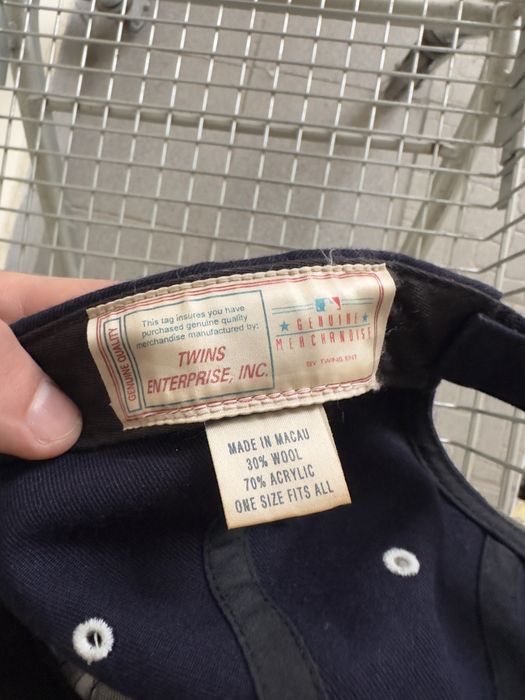 GENUINE QUALITY
This tag insures you have
purchased genuine quality
merchandise manufactured by:
TWINS
ENTERPRISE, INC.
GENUINE
MERCHANDISE
BY TWINS ENT
MADE IN MACAU
30% WOOL
70% ACRYLIC
ONE SIZE FITS ALL